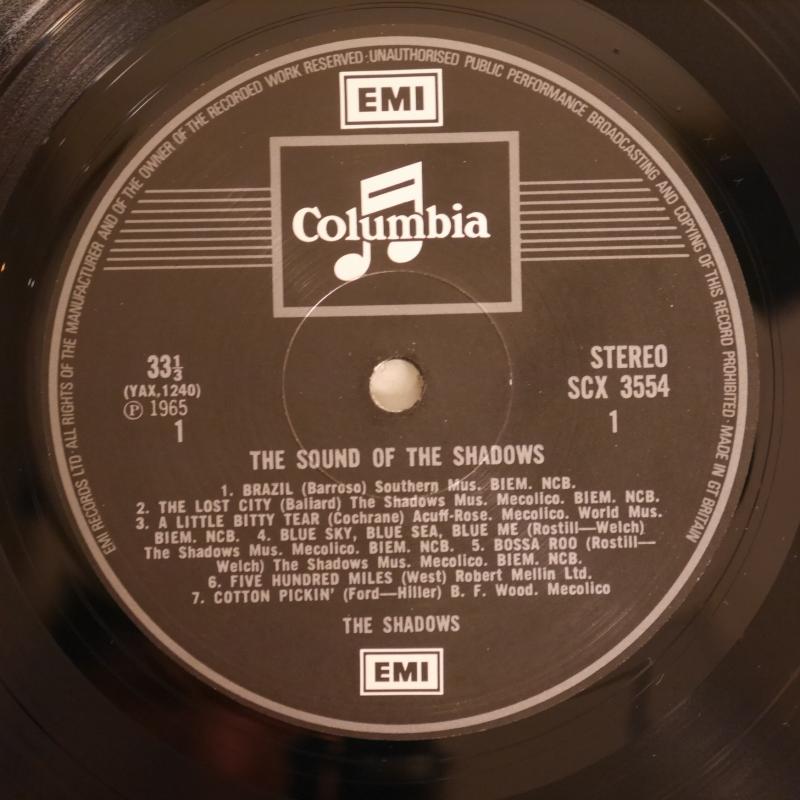 EMI RECORDS LTD·ALL RIGHTS OF THE MANUFACTURER AND OF THE OWNER OF THE RECORDED WORK RESERVED·UNAUTHORISED PUBLIC PERFORMANCE BROADCASTING AND COPYING OF THIS RECORD PROHIBITED·MADE IN GT BRITAIN
EMI
Columbia
33⅓
(YAX,1240)
Ⓟ 1965
1
STEREO
SCX 3554
1
THE SOUND OF THE SHADOWS
1. BRAZIL (Barroso) Southern Mus. BIEM. NCB.
2. THE LOST CITY (Ballard) The Shadows Mus. Mecolico. BIEM. NCB.
3. A LITTLE BITTY TEAR (Cochrane) Acuff-Rose. Mecolico. World Mus.
BIEM. NCB. 4. BLUE SKY, BLUE SEA, BLUE ME (Rostill—Welch)
The Shadows Mus. Mecolico. BIEM. NCB. 5. BOSSA ROO (Rostill—
Welch) The Shadows Mus. Mecolico. BIEM. NCB.
6. FIVE HUNDRED MILES (West) Robert Mellin Ltd.
7. COTTON PICKIN' (Ford—Hiller) B. F. Wood. Mecolico
THE SHADOWS
EMI